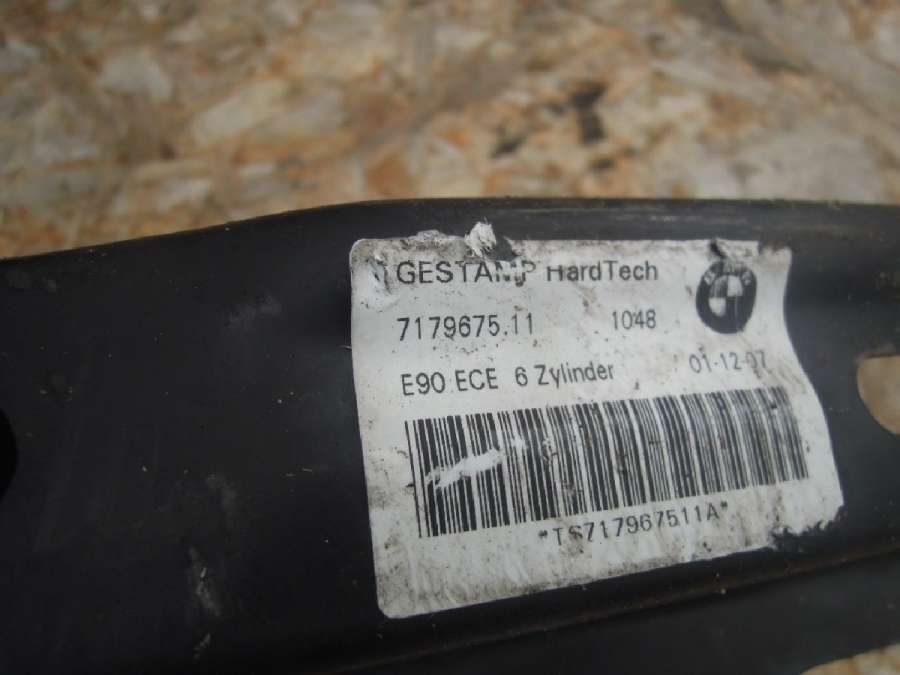 GESTAMP HardTech
7179675.11 1048
E90 ECE 6 Zylinder 01-12-07
*TS717967511A*